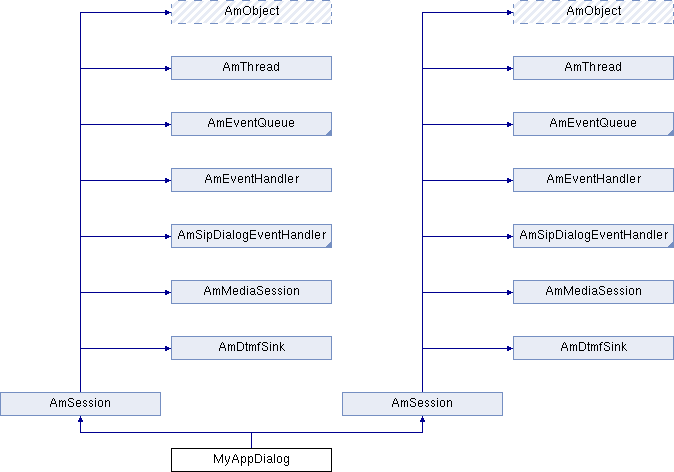 AmObject
AmObject
AmThread
AmThread
AmEventQueue
AmEventQueue
AmEventHandler
AmEventHandler
AmSipDialogEventHandler
AmSipDialogEventHandler
AmMediaSession
AmMediaSession
AmDtmfSink
AmDtmfSink
AmSession
AmSession
MyAppDialog